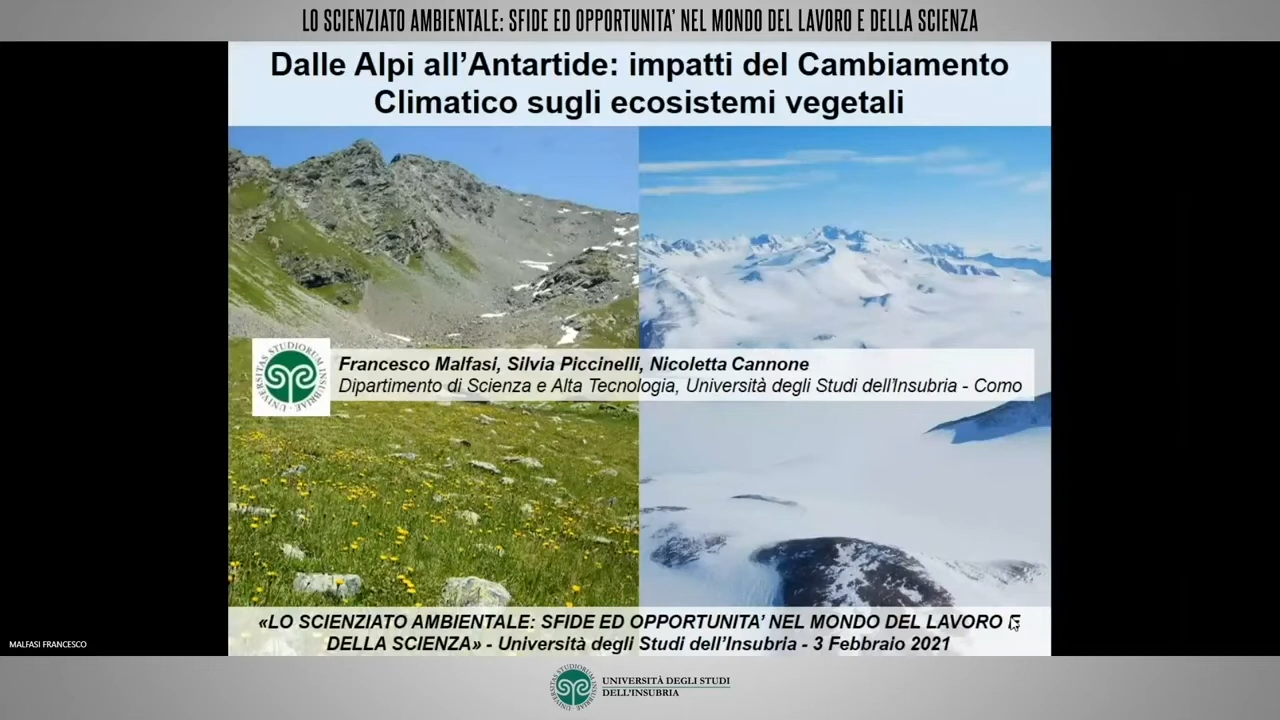 LO SCIENZIATO AMBIENTALE: SFIDE ED OPPORTUNITA' NEL MONDO DEL LAVORO E DELLA SCIENZA
Dalle Alpi all'Antartide: impatti del Cambiamento
Climatico sugli ecosistemi vegetali
UNIVERSITAS STUDIORUM INSUBRIAE
Francesco Malfasi, Silvia Piccinelli, Nicoletta Cannone
Dipartimento di Scienza e Alta Tecnologia, Università degli Studi dell'Insubria - Como
«LO SCIENZIATO AMBIENTALE: SFIDE ED OPPORTUNITA' NEL MONDO DEL LAVORO E
DELLA SCIENZA» - Università degli Studi dell'Insubria - 3 Febbraio 2021
MALFASI FRANCESCO
UNIVERSITÀ DEGLI STUDI
DELL'INSUBRIA